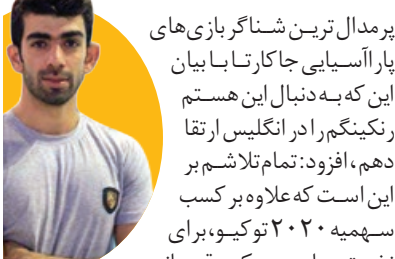 پرمدال‌ترین شناگر بازی‌های
پاراآسیایی جاکارتا با بیان
این که به دنبال این هستم
رنکینگم را در انگلیس ارتقا
دهم، افزود: تمام تلاشم بر
این است که علاوه بر کسب
سهمیه ۲۰۲۰ توکیو، برای